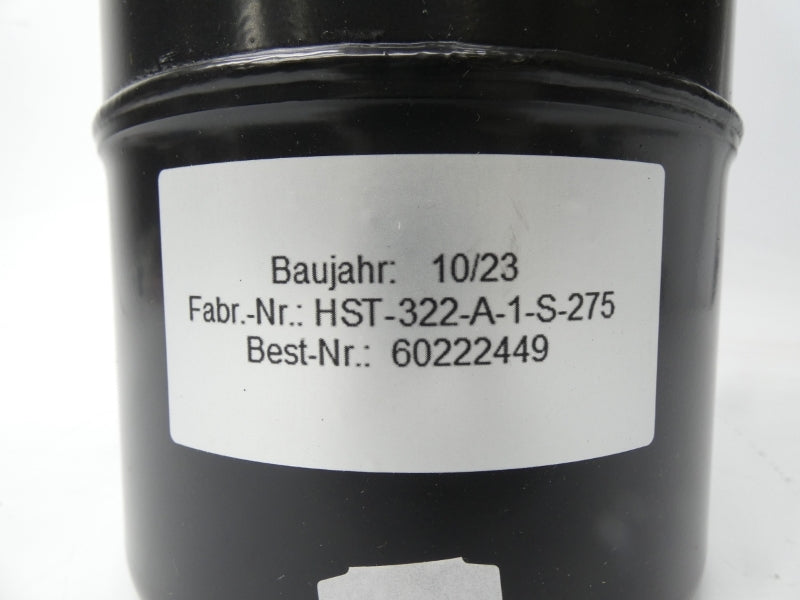 Baujahr: 10/23
Fabr.-Nr.: HST-322-A-1-S-275
Best-Nr.: 60222449